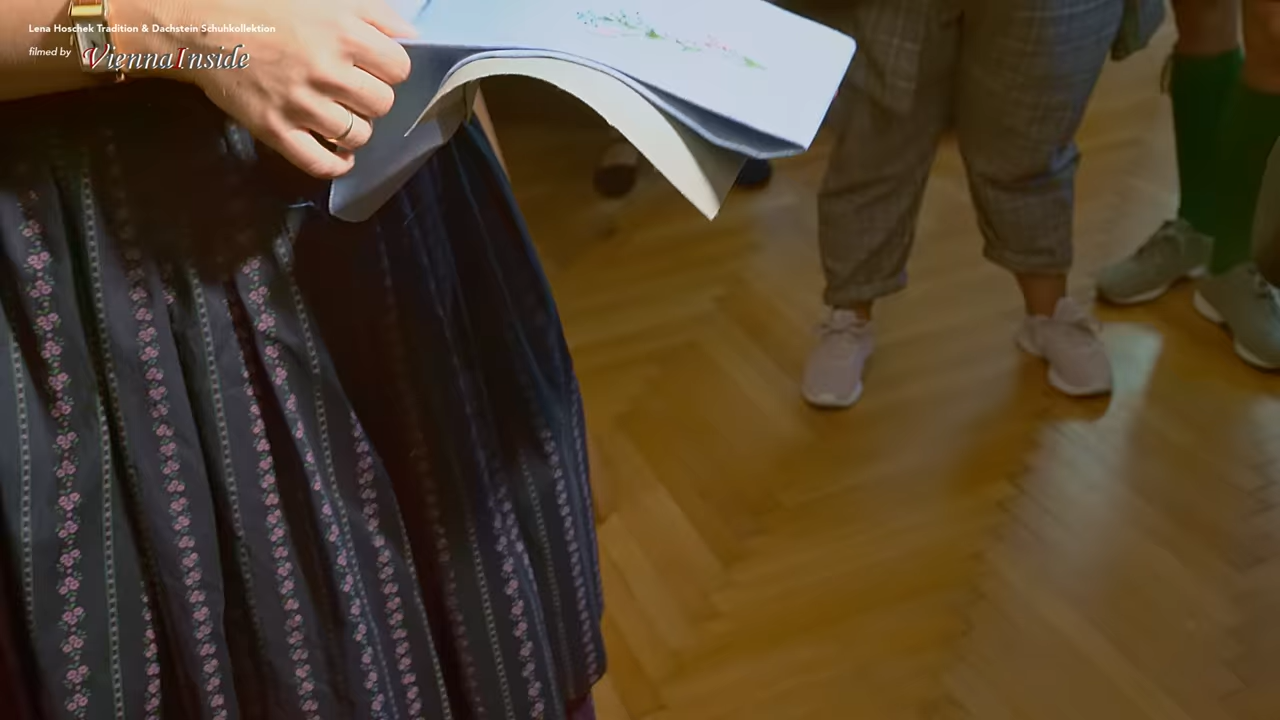 Lena Hoschek Tradition & Dachstein Schuhkollektion
filmed by ViennaInside